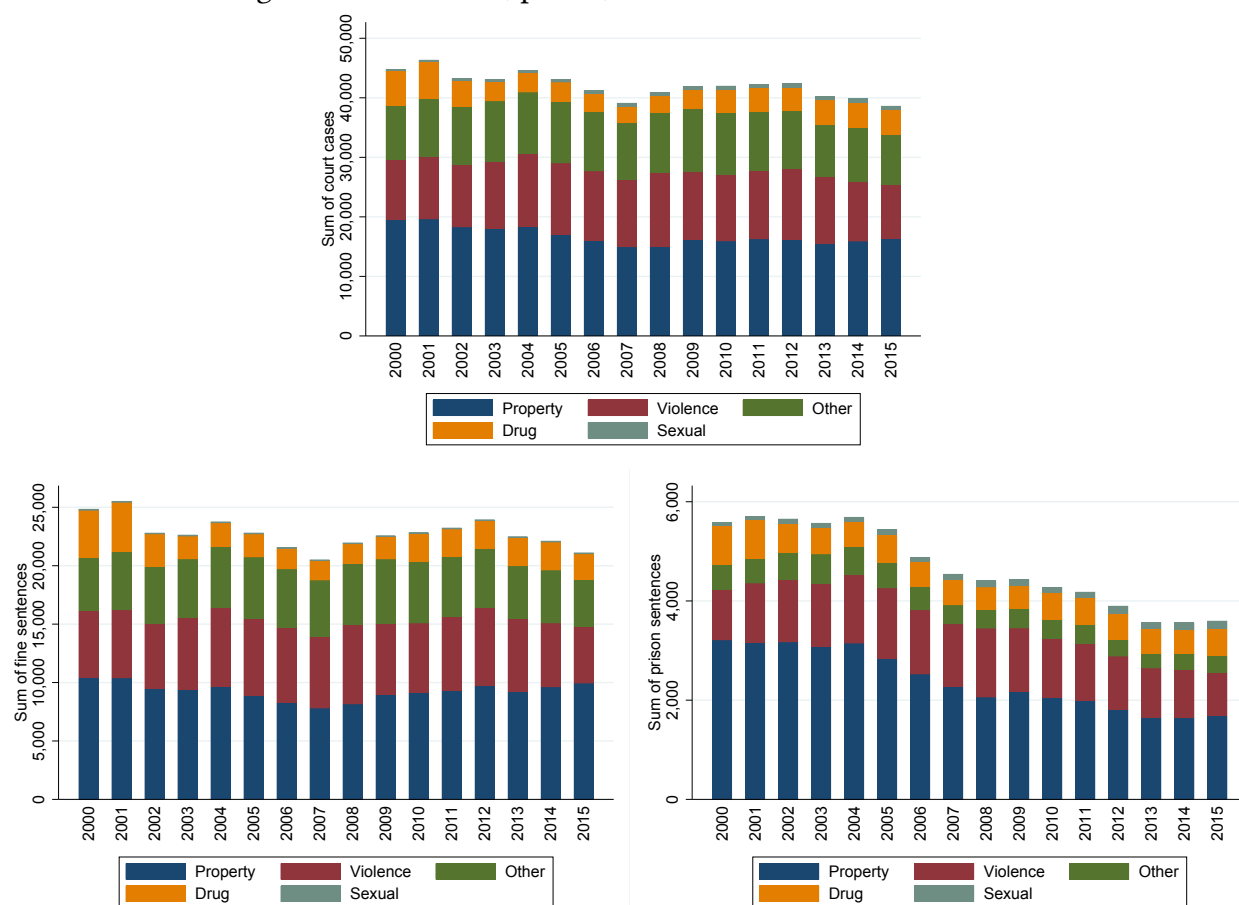 Sum of court cases
50,000
40,000
30,000
20,000
10,000
0
2000 2001 2002 2003 2004 2005 2006 2007 2008 2009 2010 2011 2012 2013 2014 2015
Property Violence Other
Drug Sexual
Sum of fine sentences
25,000
20,000
15,000
10,000
5,000
0
2000 2001 2002 2003 2004 2005 2006 2007 2008 2009 2010 2011 2012 2013 2014 2015
Property Violence Other
Drug Sexual
Sum of prison sentences
6,000
4,000
2,000
0
2000 2001 2002 2003 2004 2005 2006 2007 2008 2009 2010 2011 2012 2013 2014 2015
Property Violence Other
Drug Sexual